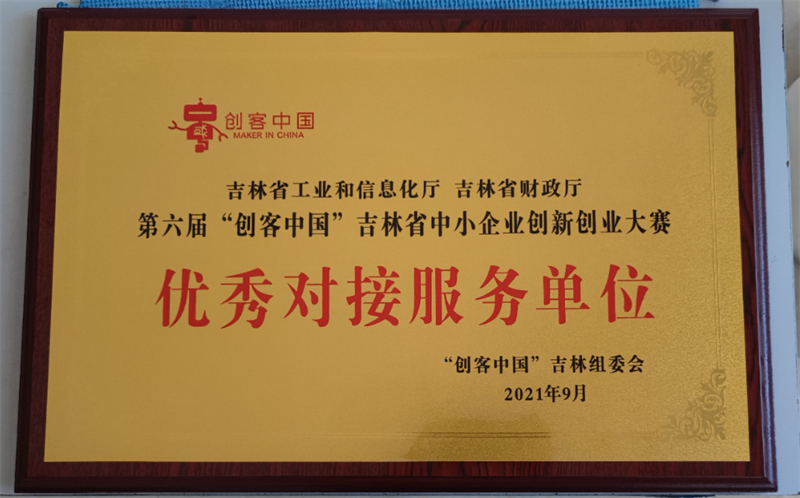 创客中国
MAKER IN CHINA
吉林省工业和信息化厅 吉林省财政厅
第六届“创客中国”吉林省中小企业创新创业大赛
优秀对接服务单位
“创客中国”吉林组委会
2021年9月